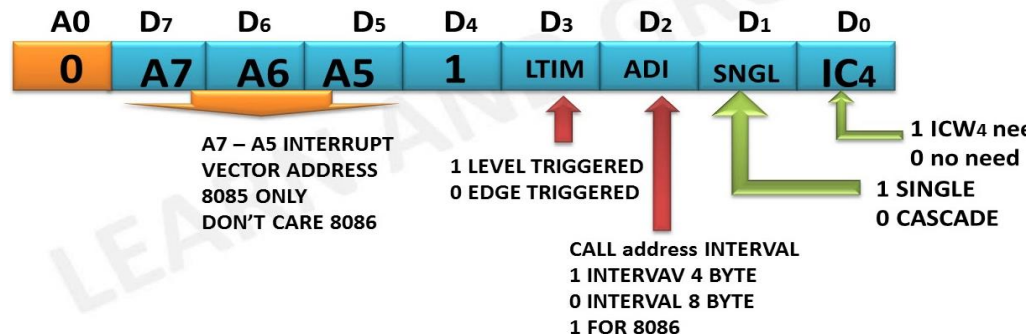 A0 D7 D6 D5 D4 D3 D2 D1 D0
0 A7 A6 A5 1 LTIM ADI SNGL IC4
A7 – A5 INTERRUPT
VECTOR ADDRESS
8085 ONLY
DON'T CARE 8086
1 LEVEL TRIGGERED
0 EDGE TRIGGERED
1 ICW4 nee
0 no need
1 SINGLE
0 CASCADE
CALL address INTERVAL
1 INTERVAV 4 BYTE
0 INTERVAL 8 BYTE
1 FOR 8086
LEAN AND GRO